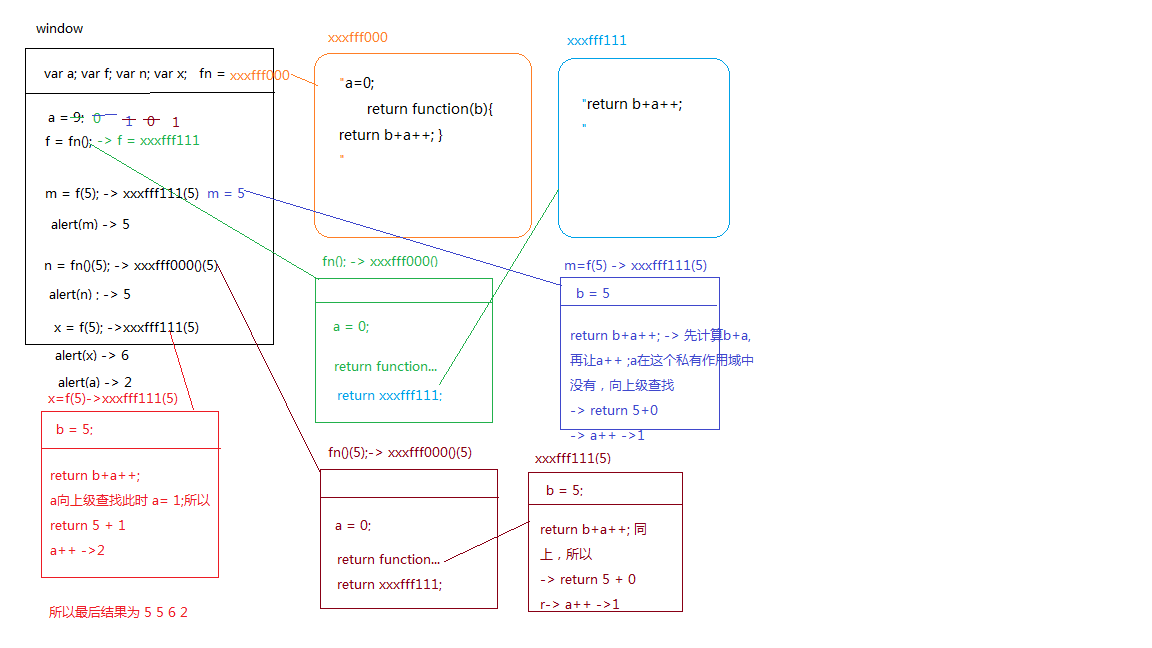 window
var a; var f; var n; var x; fn = xxxfff000
a = 9; 0 1 0 1
f = fn(); -> f = xxxfff111
m = f(5); -> xxxfff111(5) m = 5
alert(m) -> 5
n = fn()(5); -> xxxfff000()(5)
alert(n) ; -> 5
x = f(5); ->xxxfff111(5)
alert(x) -> 6
alert(a) -> 2
xxxfff000
"a=0;
return function(b){
return b+a++; }
"
xxxfff111
"return b+a++;
"
fn(); -> xxxfff000()
a = 0;
return function...
return xxxfff111;
m=f(5) -> xxxfff111(5)
b = 5
return b+a++; -> 先计算b+a,
再让a++ ;a在这个私有作用域中
没有，向上级查找
-> return 5+0
-> a++ ->1
x=f(5)->xxxfff111(5)
b = 5;
return b+a++;
a向上级查找此时 a= 1;所以
return 5 + 1
a++ ->2
fn()(5);-> xxxfff000()(5)
a = 0;
return function...
return xxxfff111;
xxxfff111(5)
b = 5;
return b+a++; 同
上，所以
-> return 5 + 0
r-> a++ ->1
所以最后结果为 5 5 6 2